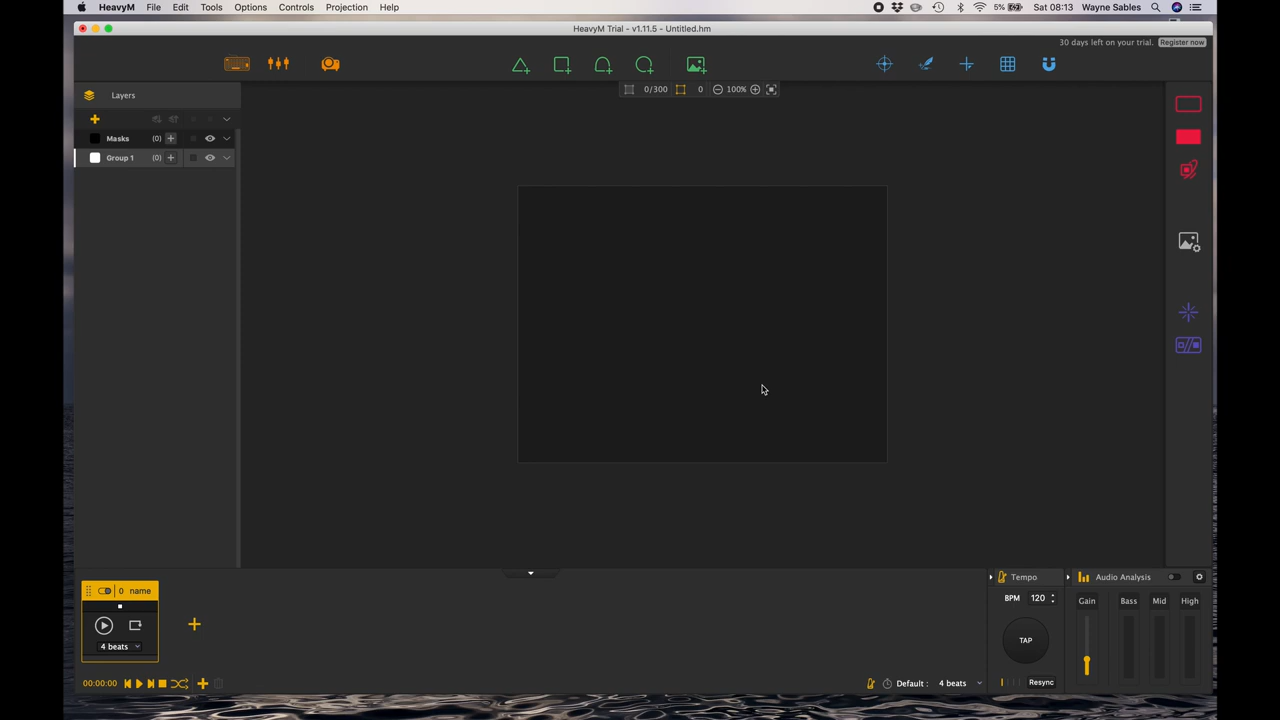 HeavyM File Edit Tools Options Controls Projection Help 5% Sat 08:13 Wayne Sables
HeavyM Trial - v1.11.5 - Untitled.hm
30 days left on your trial. Register now
0/300 0 100%
Layers
Masks (0)
Group 1 (0)
0 name
4 beats
00:00:00
Default : 4 beats
Tempo
BPM 120
TAP
Resync
Audio Analysis
Gain Bass Mid High